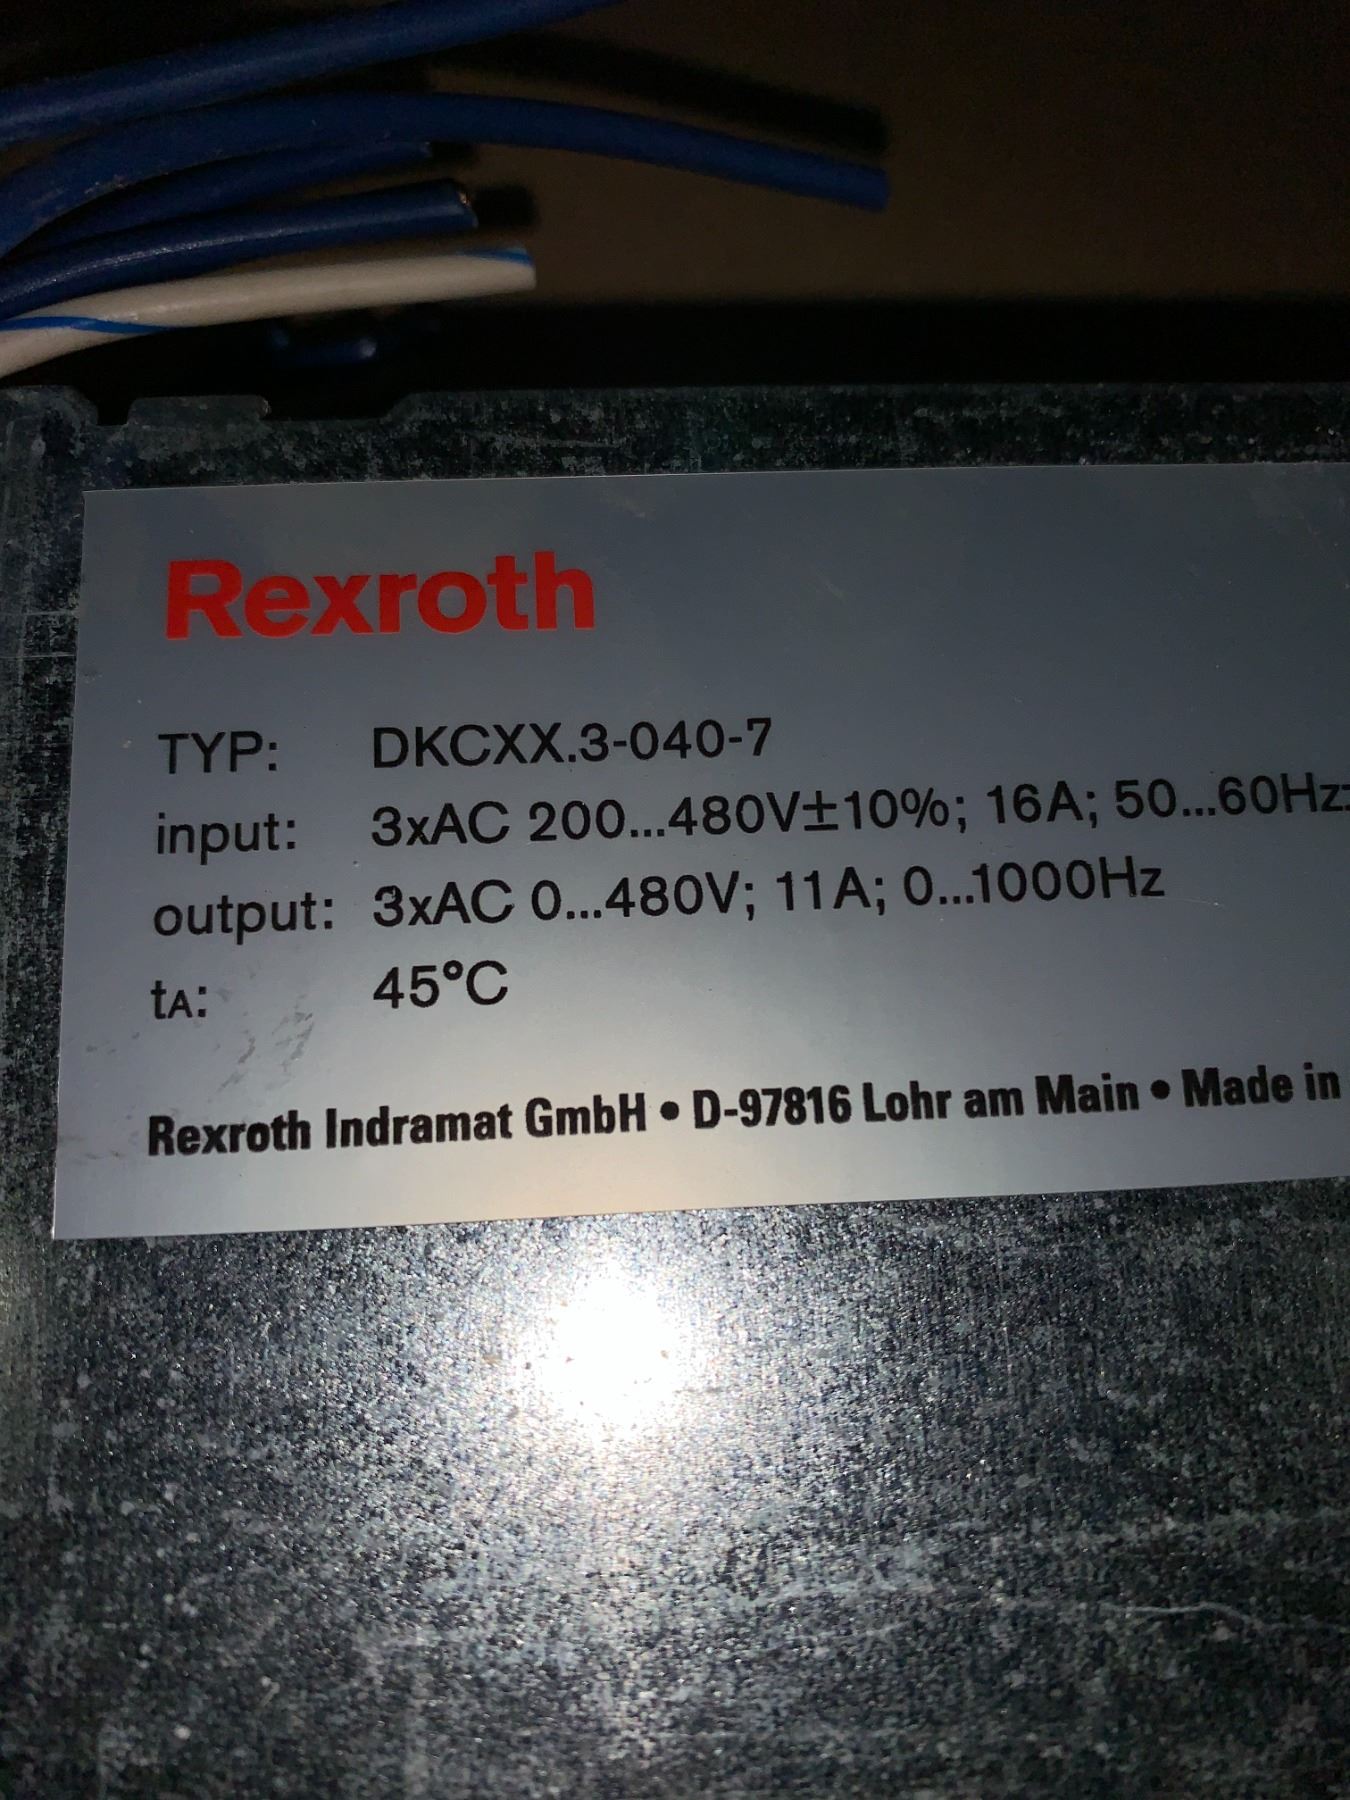 Rexroth
TYP: DKCXX.3-040-7
input: 3xAC 200...480V±10%; 16A; 50...60Hz±
output: 3xAC 0...480V; 11A; 0...1000Hz
tA: 45°C
Rexroth Indramat GmbH • D-97816 Lohr am Main • Made in